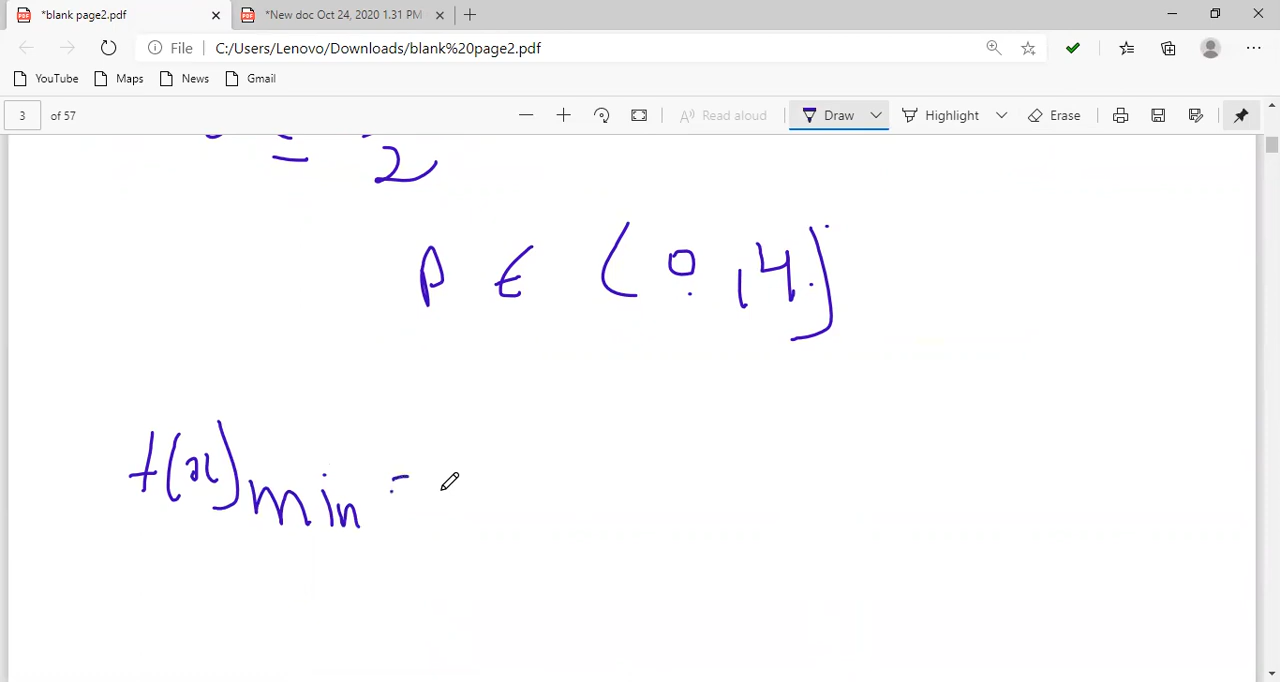 *blank page2.pdf
*New doc Oct 24, 2020 1.31 PM
File C:/Users/Lenovo/Downloads/blank%20page2.pdf
YouTube Maps News Gmail
3 of 57 Read aloud Draw Highlight Erase
2
P ∈ (0,4]
f(x)min =